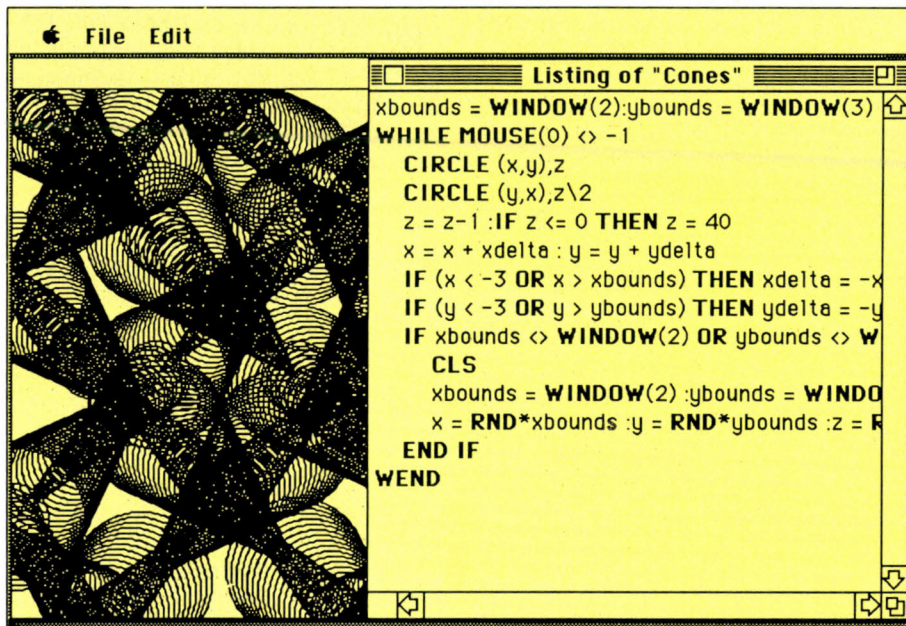 File Edit
Listing of "Cones"
xbounds = WINDOW(2):ybounds = WINDOW(3)
WHILE MOUSE(0) <> -1
CIRCLE (x,y),z
CIRCLE (y,x),z\2
z = z-1 :IF z <= 0 THEN z = 40
x = x + xdelta : y = y + ydelta
IF (x < -3 OR x > xbounds) THEN xdelta = -x
IF (y < -3 OR y > ybounds) THEN ydelta = -y
IF xbounds <> WINDOW(2) OR ybounds <> W
CLS
xbounds = WINDOW(2) :ybounds = WINDO
x = RND*xbounds :y = RND*ybounds :z = R
END IF
WEND